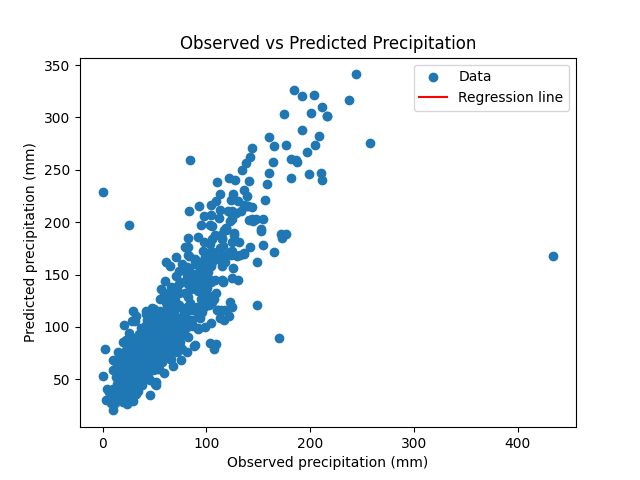 Observed vs Predicted Precipitation
Data
Regression line
350
300
250
200
150
100
50
Predicted precipitation (mm)
0
100
200
300
400
Observed precipitation (mm)